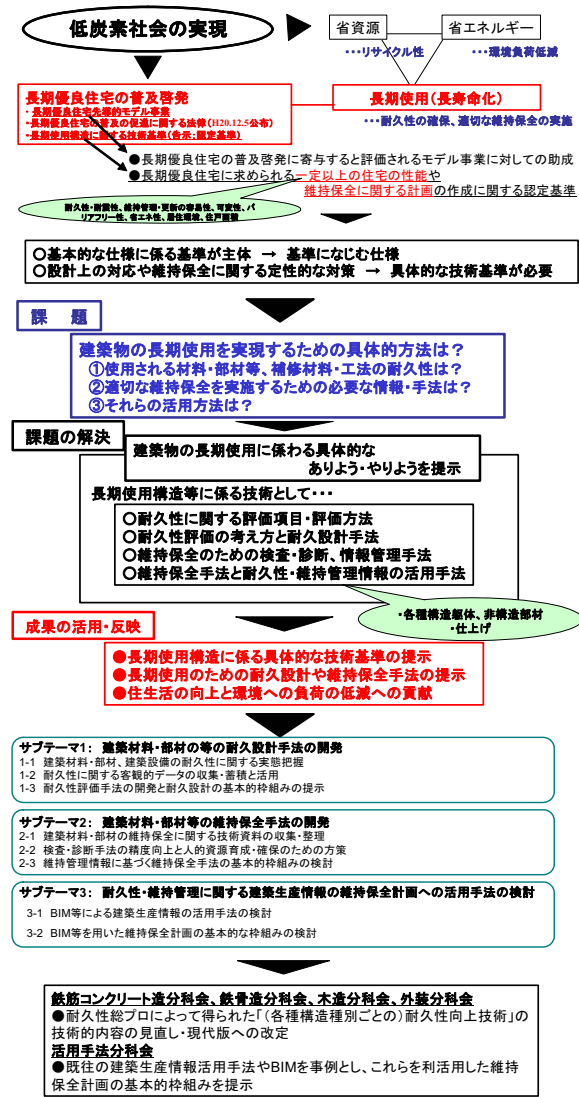 低炭素社会の実現
省資源
省エネルギー
・・・リサイクル性
・・・環境負荷低減
長期優良住宅の普及啓発
・長期優良住宅先導的モデル事業
・長期優良住宅の普及の促進に関する法律(H20.12.5公布)
・長期使用構造に関する技術基準(告示:認定基準)
長期使用(長寿命化)
・・・耐久性の確保、適切な維持保全の実施
●長期優良住宅の普及啓発に寄与すると評価されるモデル事業に対しての助成
●長期優良住宅に求められる一定以上の住宅の性能や
維持保全に関する計画の作成に関する認定基準
耐久性・耐震性、維持管理・更新の容易性、可変性、バ
リアフリー性、省エネ性、居住環境、住戸面積
○基本的な仕様に係る基準が主体 → 基準になじむ仕様
○設計上の対応や維持保全に関する定性的な対策 → 具体的な技術基準が必要
課 題
建築物の長期使用を実現するための具体的方法は?
①使用される材料・部材等、補修材料・工法の耐久性は?
②適切な維持保全を実施するための必要な情報・手法は?
③それらの活用方法は?
課題の解決
建築物の長期使用に係わる具体的な
ありよう・やりようを提示
長期使用構造等に係る技術として・・・
○耐久性に関する評価項目・評価方法
○耐久性評価の考え方と耐久設計手法
○維持保全のための検査・診断、情報管理手法
○維持保全手法と耐久性・維持管理情報の活用手法
・各種構造躯体、非構造部材
・仕上げ
成果の活用・反映
●長期使用構造に係る具体的な技術基準の提示
●長期使用のための耐久設計や維持保全手法の提示
●住生活の向上と環境への負荷の低減への貢献
サブテーマ1: 建築材料・部材の等の耐久設計手法の開発
1-1 建築材料・部材、建築設備の耐久性に関する実態把握
1-2 耐久性に関する客観的データの収集・蓄積と活用
1-3 耐久性評価手法の開発と耐久設計の基本的枠組みの提示
サブテーマ2: 建築材料・部材等の維持保全手法の開発
2-1 建築材料・部材の維持保全に関する技術資料の収集・整理
2-2 検査・診断手法の精度向上と人的資源育成・確保のための方策
2-3 維持管理情報に基づく維持保全手法の基本的枠組みの検討
サブテーマ3: 耐久性・維持管理に関する建築生産情報の維持保全計画への活用手法の検討
3-1 BIM等による建築生産情報の活用手法の検討
3-2 BIM等を用いた維持保全計画の基本的な枠組みの検討
鉄筋コンクリート造分科会、鉄骨造分科会、木造分科会、外装分科会
●耐久性総プロによって得られた「(各種構造種別ごとの)耐久性向上技術」の
技術的内容の見直し・現代版への改定
活用手法分科会
●既往の建築生産情報活用手法やBIMを事例とし、これらを利活用した維持
保全計画の基本的枠組みを提示